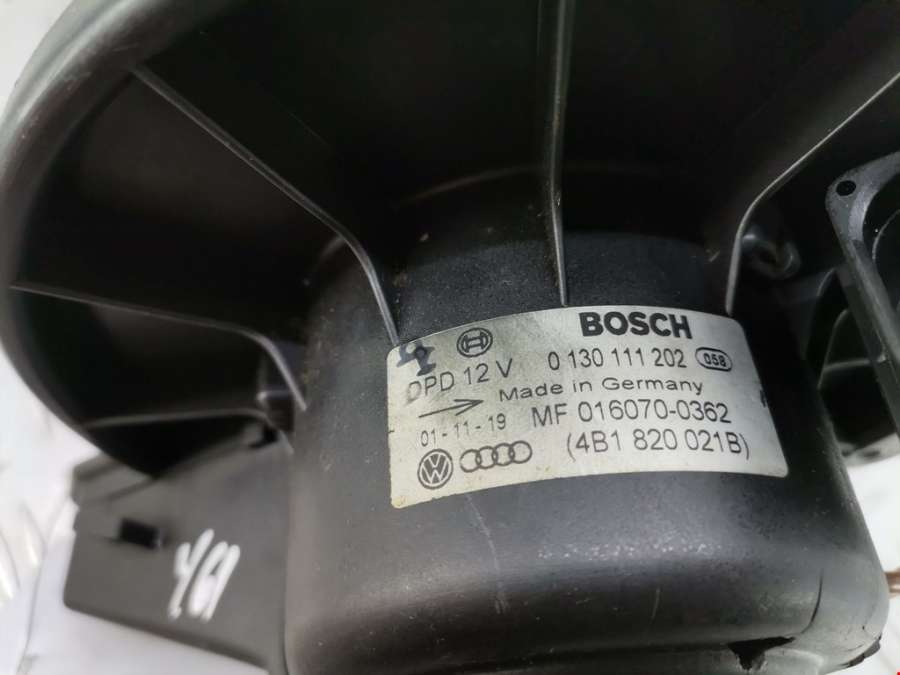 BOSCH
DPD 12 V 0 130 111 202 058
Made in Germany
01-11-19 MF 016070-0362
(4B1 820 021B)